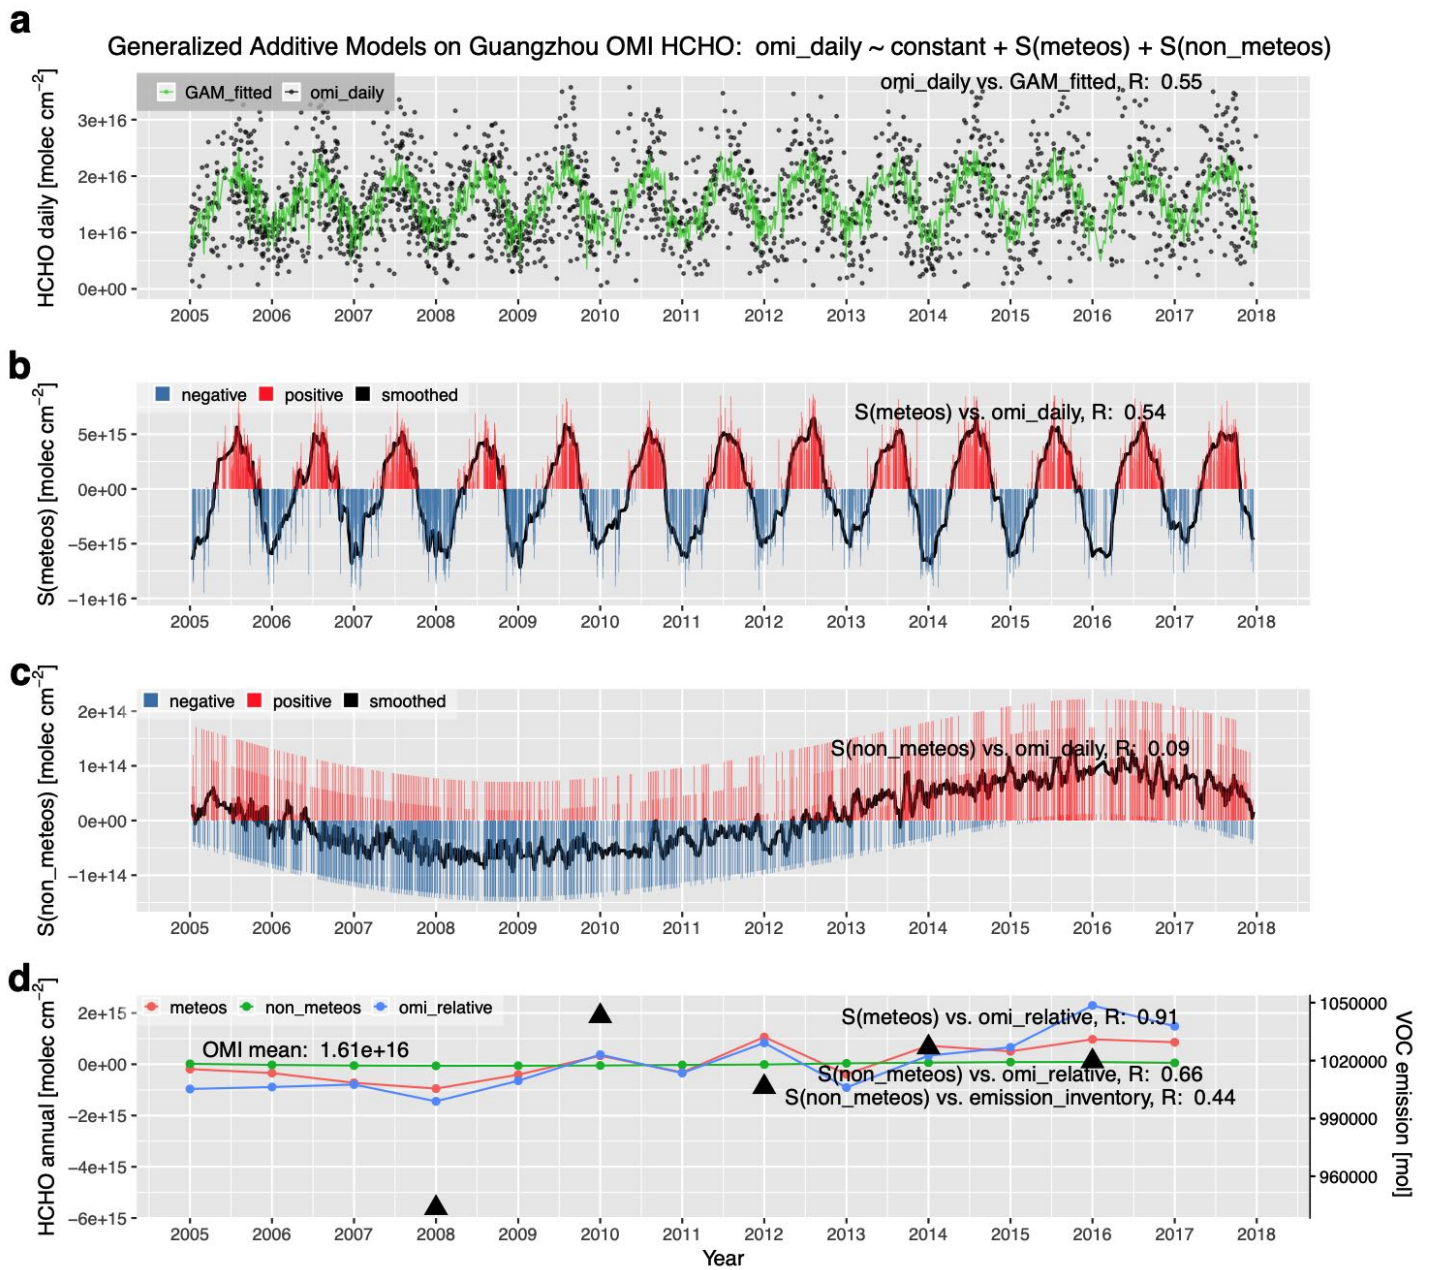 a
Generalized Additive Models on Guangzhou OMI HCHO:  omi_daily ~ constant + S(meteos) + S(non_meteos)
HCHO daily [molec cm⁻²]
GAM_fitted omi_daily
omi_daily vs. GAM_fitted, R:  0.55
3e+16
2e+16
1e+16
0e+00
2005 2006 2007 2008 2009 2010 2011 2012 2013 2014 2015 2016 2017 2018
b
S(meteos) [molec cm⁻²]
negative positive smoothed
S(meteos) vs. omi_daily, R:  0.54
5e+15
0e+00
−5e+15
−1e+16
2005 2006 2007 2008 2009 2010 2011 2012 2013 2014 2015 2016 2017 2018
c
S(non_meteos) [molec cm⁻²]
negative positive smoothed
S(non_meteos) vs. omi_daily, R:  0.09
2e+14
1e+14
0e+00
−1e+14
2005 2006 2007 2008 2009 2010 2011 2012 2013 2014 2015 2016 2017 2018
d
HCHO annual [molec cm⁻²]
meteos non_meteos omi_relative
S(meteos) vs. omi_relative, R:  0.91
OMI mean:  1.61e+16
S(non_meteos) vs. omi_relative, R:  0.66
S(non_meteos) vs. emission_inventory, R:  0.44
2e+15
0e+00
−2e+15
−4e+15
−6e+15
1050000
1020000
990000
960000
VOC emission [mol]
2005 2006 2007 2008 2009 2010 2011 2012 2013 2014 2015 2016 2017 2018
Year